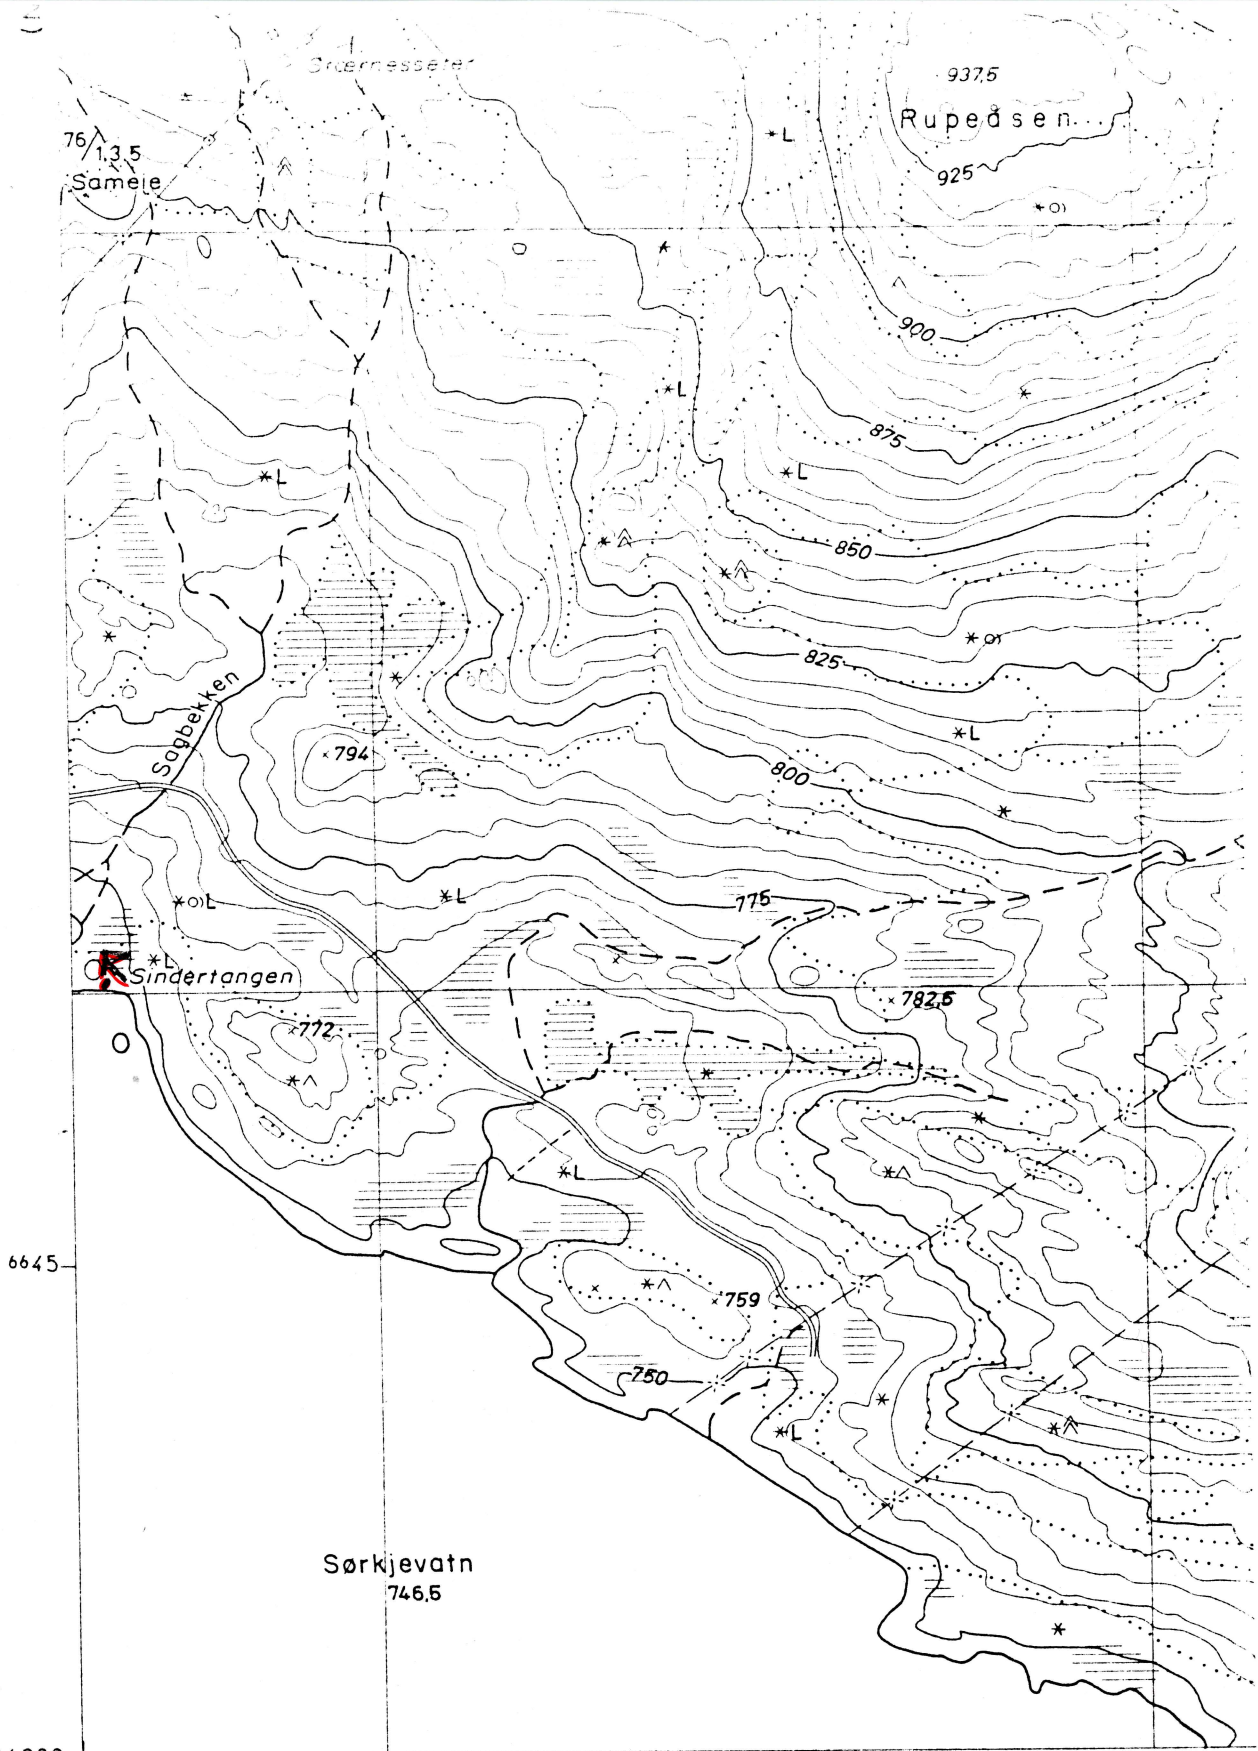 937,5
Rupeåsen
L
76/1,3,5
Sameie
925
900
L
875
L
L
850
825
L
Sagbekken
794
800
L
L
775
L
Sindertangen
782,5
772
L
6645
759
750
L
Sørkjevatn
746,5